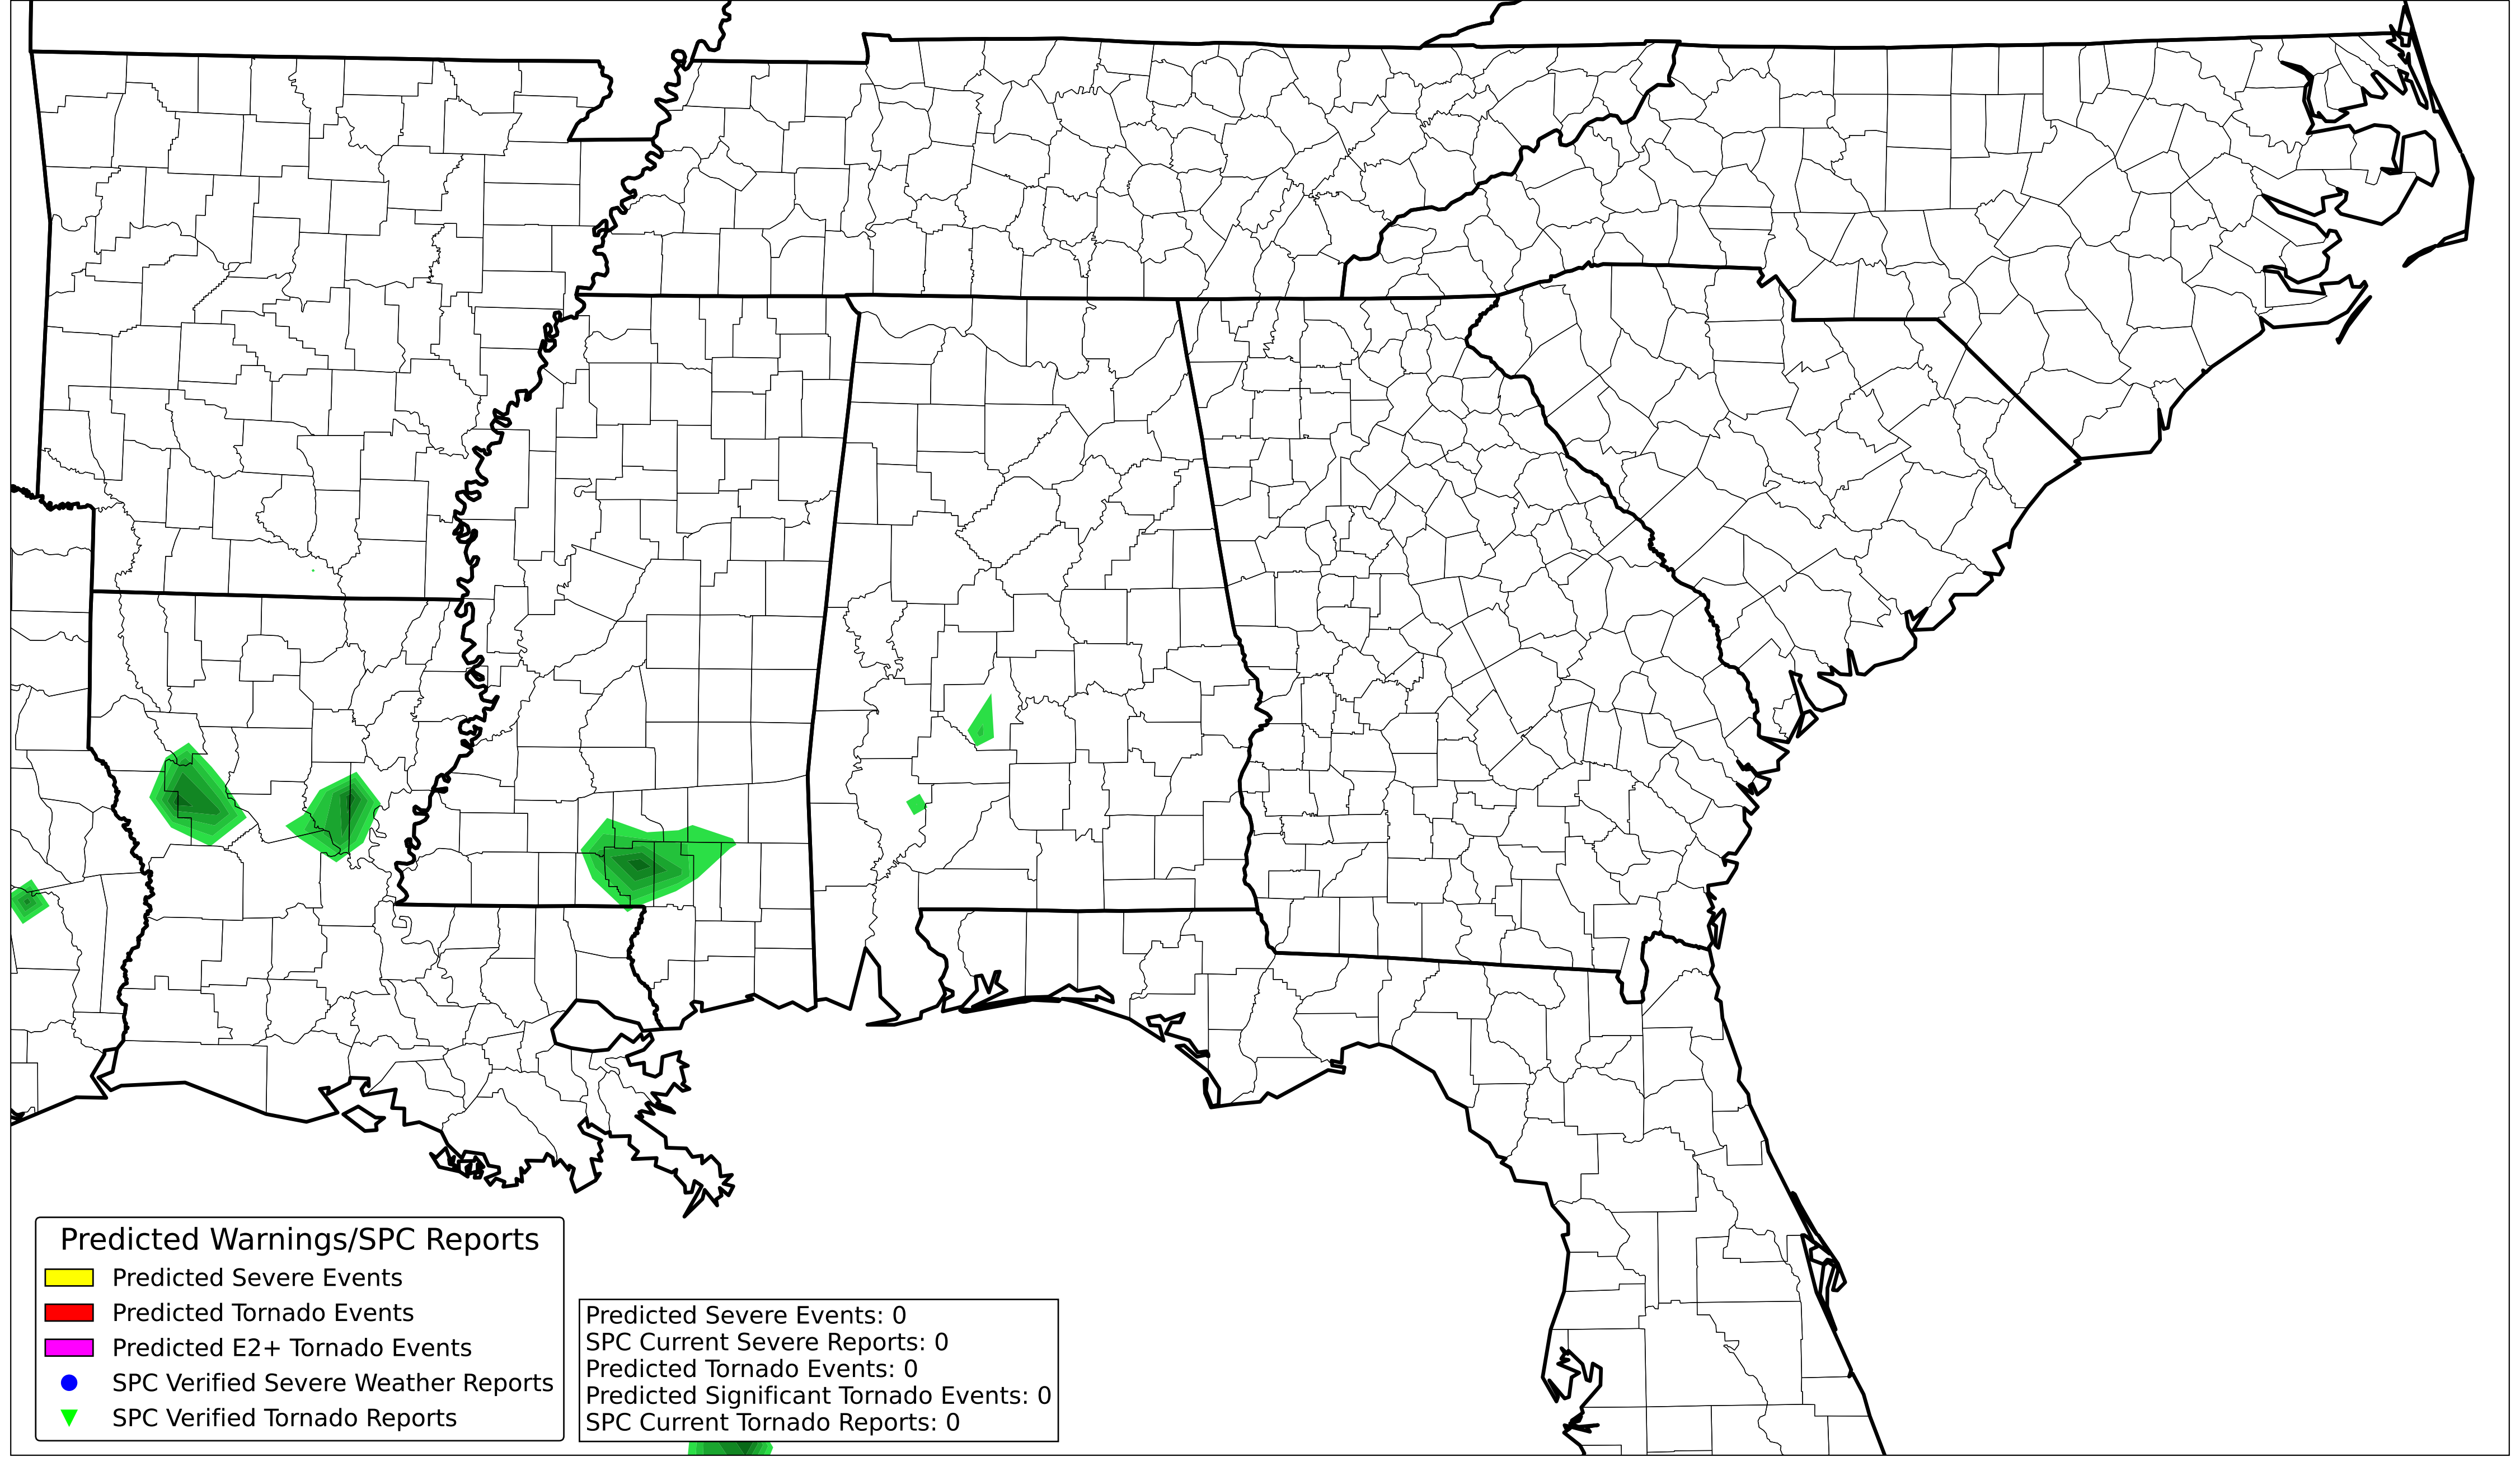 Predicted Warnings/SPC Reports
Predicted Severe Events
Predicted Tornado Events
Predicted E2+ Tornado Events
SPC Verified Severe Weather Reports
SPC Verified Tornado Reports
Predicted Severe Events: 0
SPC Current Severe Reports: 0
Predicted Tornado Events: 0
Predicted Significant Tornado Events: 0
SPC Current Tornado Reports: 0